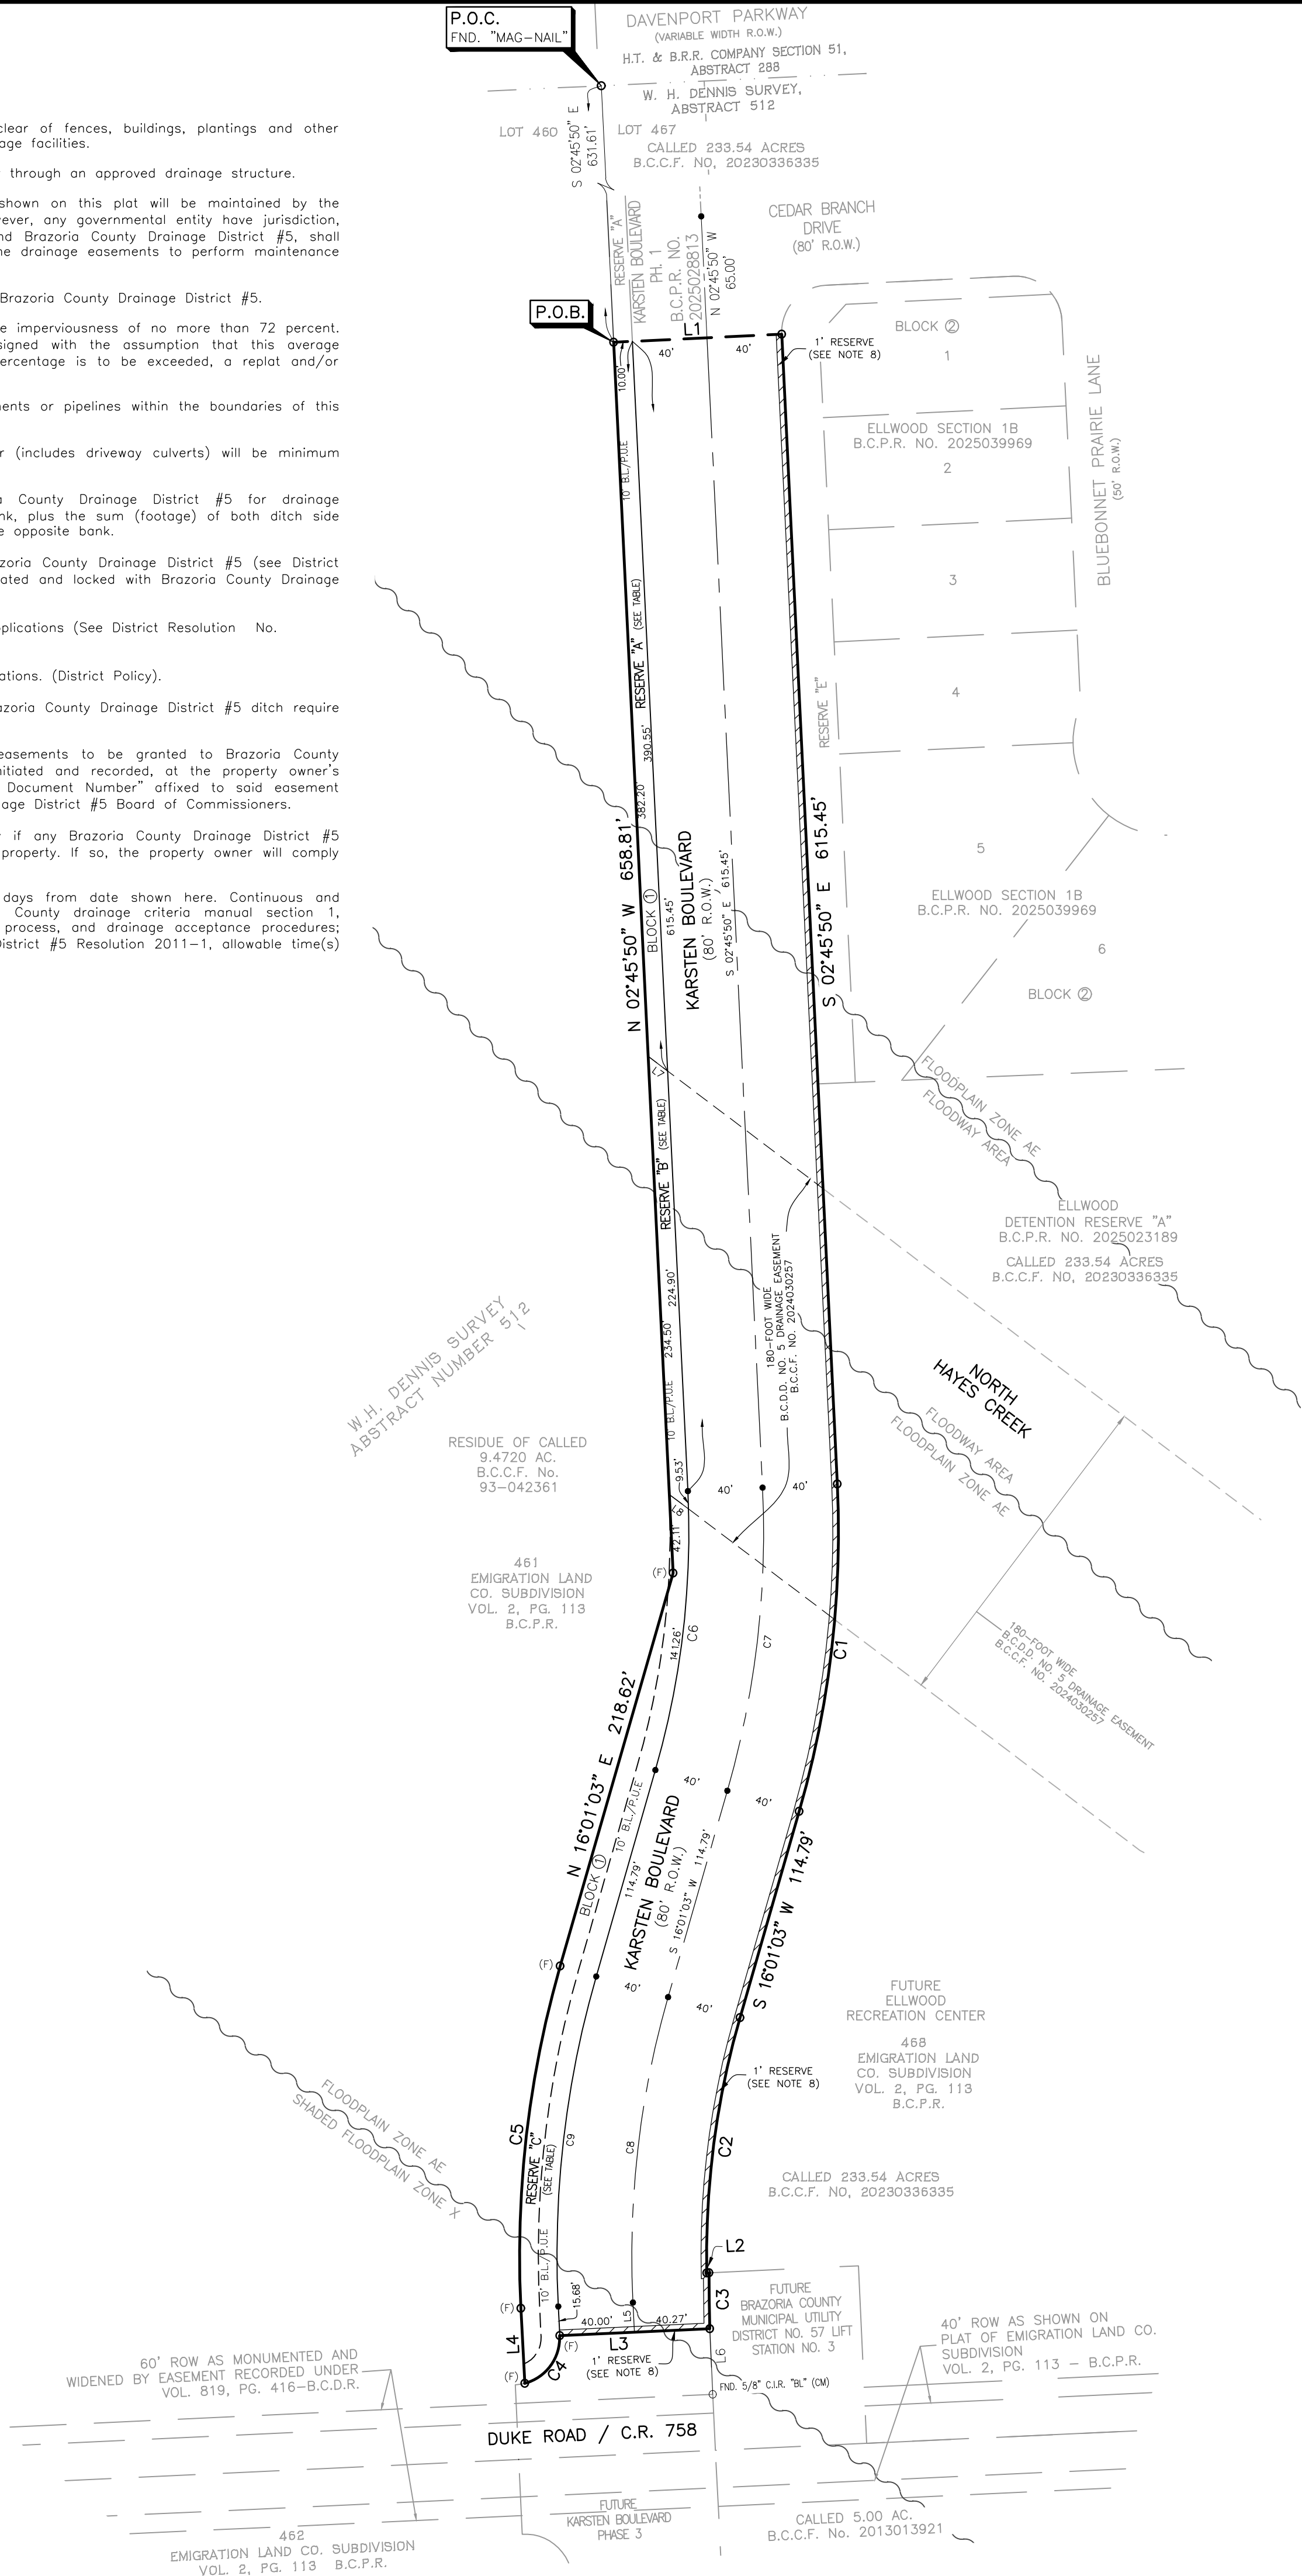 P.O.C.
FND. "MAG-NAIL"
DAVENPORT PARKWAY
(VARIABLE WIDTH R.O.W.)
H.T. & B.R.R. COMPANY SECTION 51,
ABSTRACT 288
W. H. DENNIS SURVEY,
ABSTRACT 512
LOT 460
LOT 467
S 02°45'50" E
631.61'
CALLED 233.54 ACRES
B.C.C.F. NO, 20230336335
clear of fences, buildings, plantings and other
age facilities.
through an approved drainage structure.
shown on this plat will be maintained by the
ever, any governmental entity have jurisdiction,
nd Brazoria County Drainage District #5, shall
he drainage easements to perform maintenance
Brazoria County Drainage District #5.
e imperviousness of no more than 72 percent.
signed with the assumption that this average
ercentage is to be exceeded, a replat and/or
ments or pipelines within the boundaries of this
r (includes driveway culverts) will be minimum
a County Drainage District #5 for drainage
nk, plus the sum (footage) of both ditch side
e opposite bank.
zoria County Drainage District #5 (see District
ated and locked with Brazoria County Drainage
plications (See District Resolution No.
ations. (District Policy).
azoria County Drainage District #5 ditch require
easements to be granted to Brazoria County
nitiated and recorded, at the property owner's
Document Number" affixed to said easement
age District #5 Board of Commissioners.
if any Brazoria County Drainage District #5
property. If so, the property owner will comply
days from date shown here. Continuous and
County drainage criteria manual section 1,
process, and drainage acceptance procedures;
District #5 Resolution 2011-1, allowable time(s)
RESERVE "A"
KARSTEN BOULEVARD
PH. 1
B.C.P.R. NO.
2025028813
N 02°45'50" W
65.00'
CEDAR BRANCH
DRIVE
(80' R.O.W.)
P.O.B.
L1
40'
40'
10.00'
1' RESERVE
(SEE NOTE 8)
BLOCK 2
1
ELLWOOD SECTION 1B
B.C.P.R. NO. 2025039969
2
3
4
5
BLUEBONNET PRAIRIE LANE
(50' R.O.W.)
RESERVE "E"
ELLWOOD SECTION 1B
B.C.P.R. NO. 2025039969
6
BLOCK 2
10' B.L./P.U.E
RESERVE "A" (SEE TABLE)
390.55'
382.20'
N 02°45'50" W 658.81'
BLOCK 1
615.45'
KARSTEN BOULEVARD
(80' R.O.W.)
S 02°45'50" E 615.45'
S 02°45'50" E 615.45'
L7
FLOODPLAIN ZONE AE
FLOODWAY AREA
RESERVE "B" (SEE TABLE)
224.90'
234.50'
10' B.L./P.U.E
180-FOOT WIDE
B.C.D.D. NO. 5 DRAINAGE EASEMENT
B.C.C.F. NO. 2024030257
ELLWOOD
DETENTION RESERVE "A"
B.C.P.R. NO. 2025023189
CALLED 233.54 ACRES
B.C.C.F. NO, 20230336335
NORTH
HAYES CREEK
FLOODWAY AREA
FLOODPLAIN ZONE AE
W.H. DENNIS SURVEY
ABSTRACT NUMBER 512
RESIDUE OF CALLED
9.4720 AC.
B.C.C.F. No.
93-042361
9.53'
L8
40'
40'
42.11'
(F)
461
EMIGRATION LAND
CO. SUBDIVISION
VOL. 2, PG. 113
B.C.P.R.
141.26'
C6
C7
C1
180-FOOT WIDE
B.C.D.D. NO. 5 DRAINAGE EASEMENT
B.C.C.F. NO. 2024030257
N 16°01'03" E 218.62'
BLOCK 1
10' B.L./P.U.E
114.79'
KARSTEN BOULEVARD
(80' R.O.W.)
S 16°01'03" W 114.79'
40'
40'
S 16°01'03" W 114.79'
(F)
40'
40'
FUTURE
ELLWOOD
RECREATION CENTER
468
EMIGRATION LAND
CO. SUBDIVISION
VOL. 2, PG. 113
B.C.P.R.
1' RESERVE
(SEE NOTE 8)
FLOODPLAIN ZONE AE
SHADED FLOODPLAIN ZONE X
C5
RESERVE "C"
(SEE TABLE)
C9
C8
C2
CALLED 233.54 ACRES
B.C.C.F. NO, 20230336335
10' B.L./P.U.E
L2
(F)
15.68'
L5
C3
40.00'
40.27'
L4
C4
(F)
L3
1' RESERVE
(SEE NOTE 8)
L6
(F)
FUTURE
BRAZORIA COUNTY
MUNICIPAL UTILITY
DISTRICT NO. 57 LIFT
STATION NO. 3
40' ROW AS SHOWN ON
PLAT OF EMIGRATION LAND CO.
SUBDIVISION
VOL. 2, PG. 113 - B.C.P.R.
60' ROW AS MONUMENTED AND
WIDENED BY EASEMENT RECORDED UNDER
VOL. 819, PG. 416-B.C.D.R.
FND. 5/8" C.I.R. "BL" (CM)
DUKE ROAD / C.R. 758
FUTURE
KARSTEN BOULEVARD
PHASE 3
CALLED 5.00 AC.
B.C.C.F. No. 2013013921
462
EMIGRATION LAND CO. SUBDIVISION
VOL. 2, PG. 113 B.C.P.R.